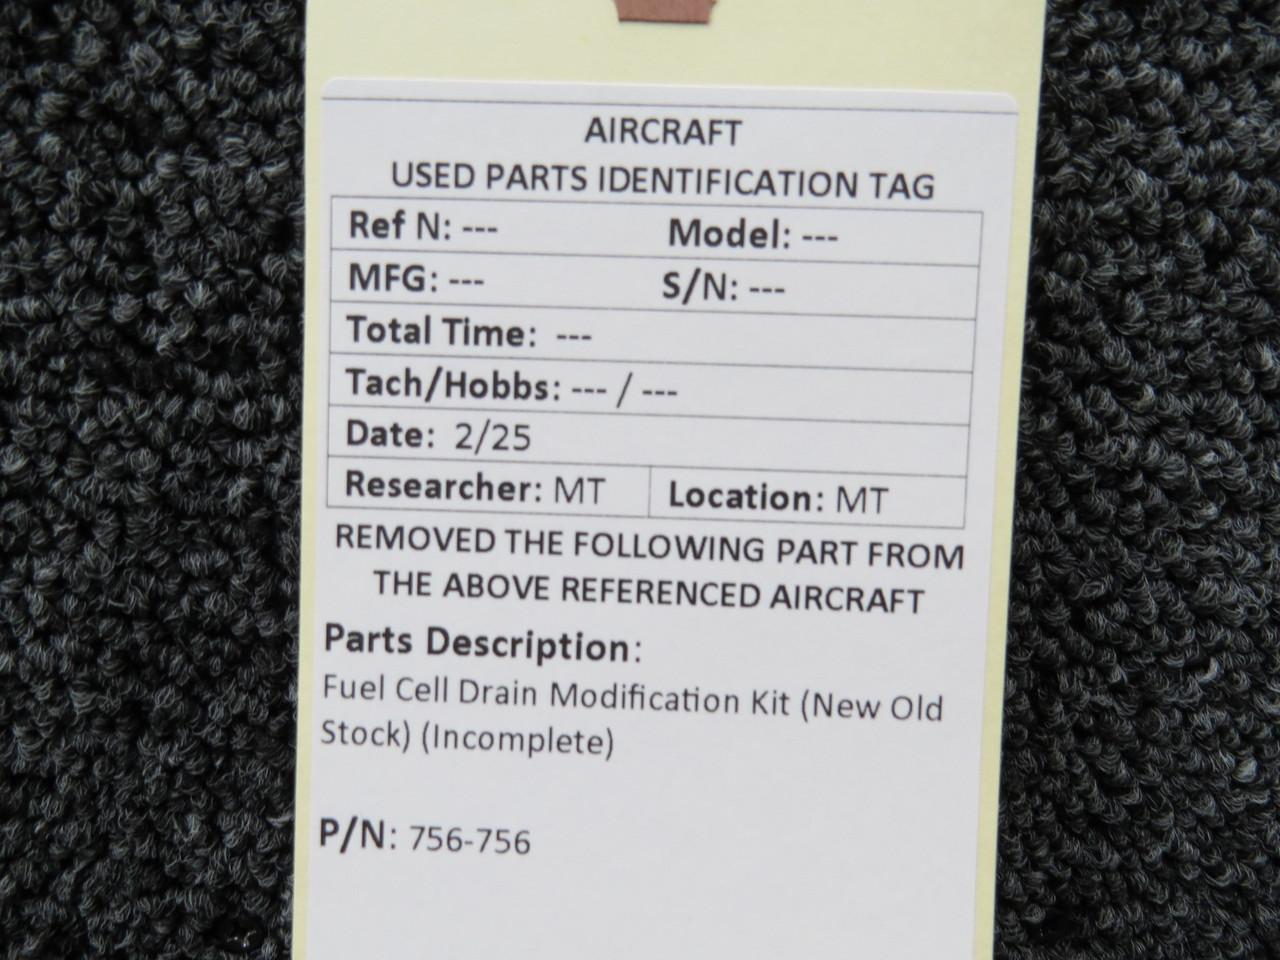 AIRCRAFT
USED PARTS IDENTIFICATION TAG
Ref N: --- Model: ---
MFG: --- S/N: ---
Total Time: ---
Tach/Hobbs: --- / ---
Date: 2/25
Researcher: MT Location: MT
REMOVED THE FOLLOWING PART FROM
THE ABOVE REFERENCED AIRCRAFT
Parts Description:
Fuel Cell Drain Modification Kit (New Old
Stock) (Incomplete)
P/N: 756-756